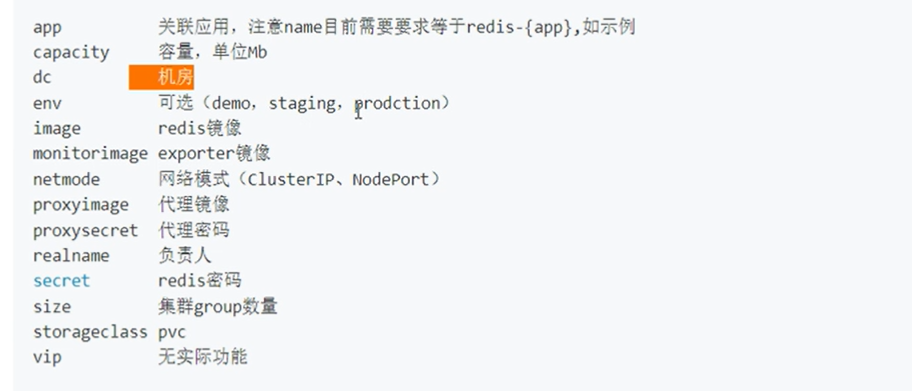 app 关联应用，注意name目前需要要求等于redis-{app},如示例
capacity 容量，单位Mb
dc 机房
env 可选（demo，staging，prodction）
image redis镜像
monitorimage exporter镜像
netmode 网络模式（ClusterIP、NodePort）
proxyimage 代理镜像
proxysecret 代理密码
realname 负责人
secret redis密码
size 集群group数量
storageclass pvc
vip 无实际功能